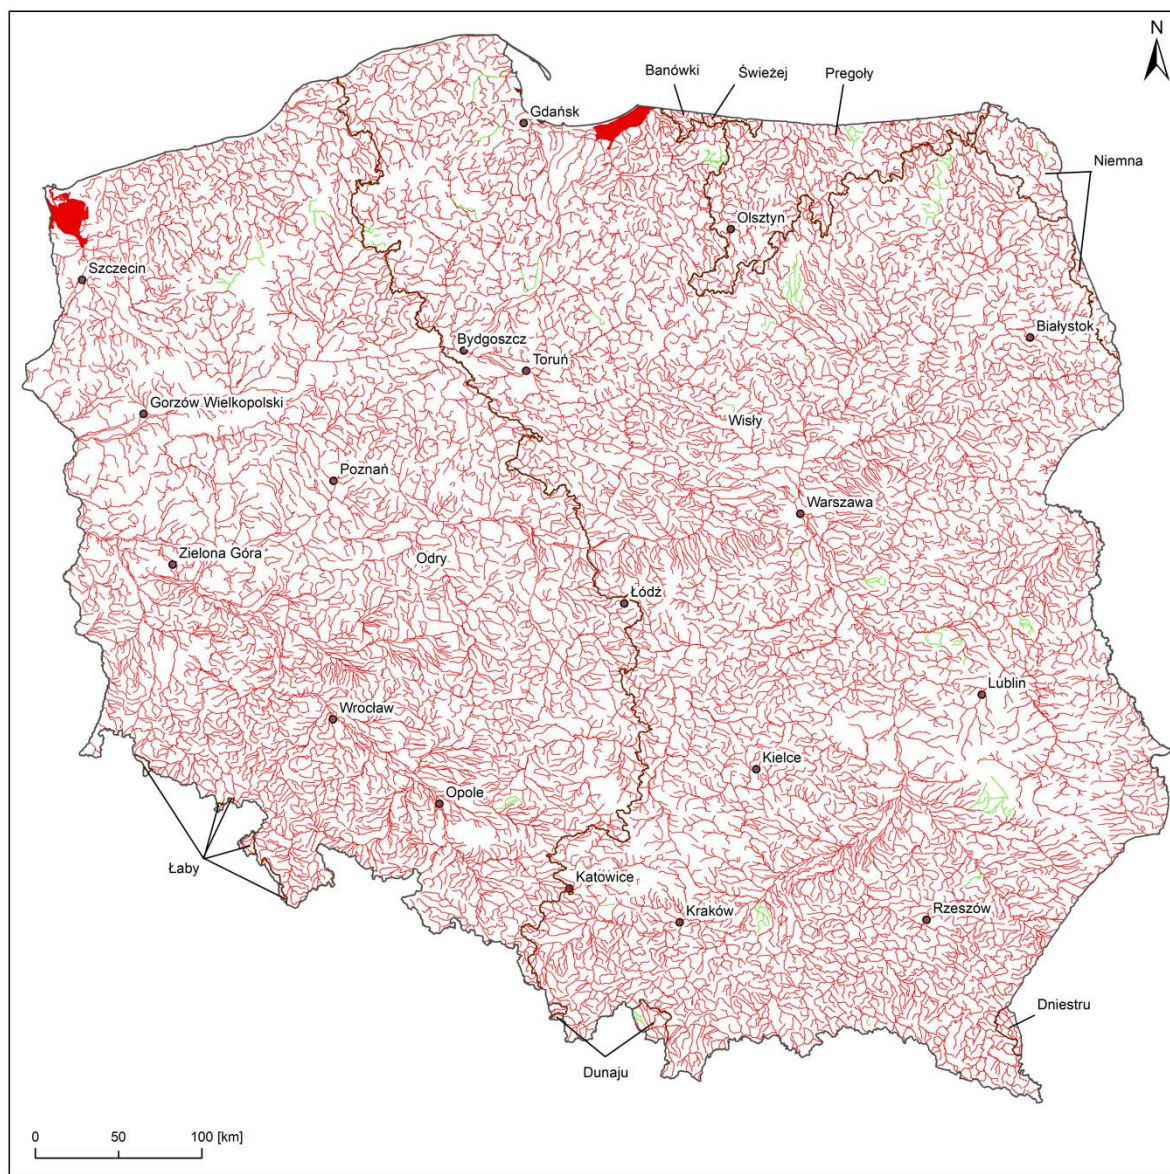 N
Banówki
Świeżej
Pregoły
Gdańsk
Niemna
Olsztyn
Szczecin
Białystok
Bydgoszcz
Toruń
Gorzów Wielkopolski
Wisły
Poznań
Warszawa
Zielona Góra
Odry
Łódź
Lublin
Wrocław
Kielce
Opole
Łaby
Katowice
Kraków
Rzeszów
Dniestru
Dunaju
0 50 100 [km]